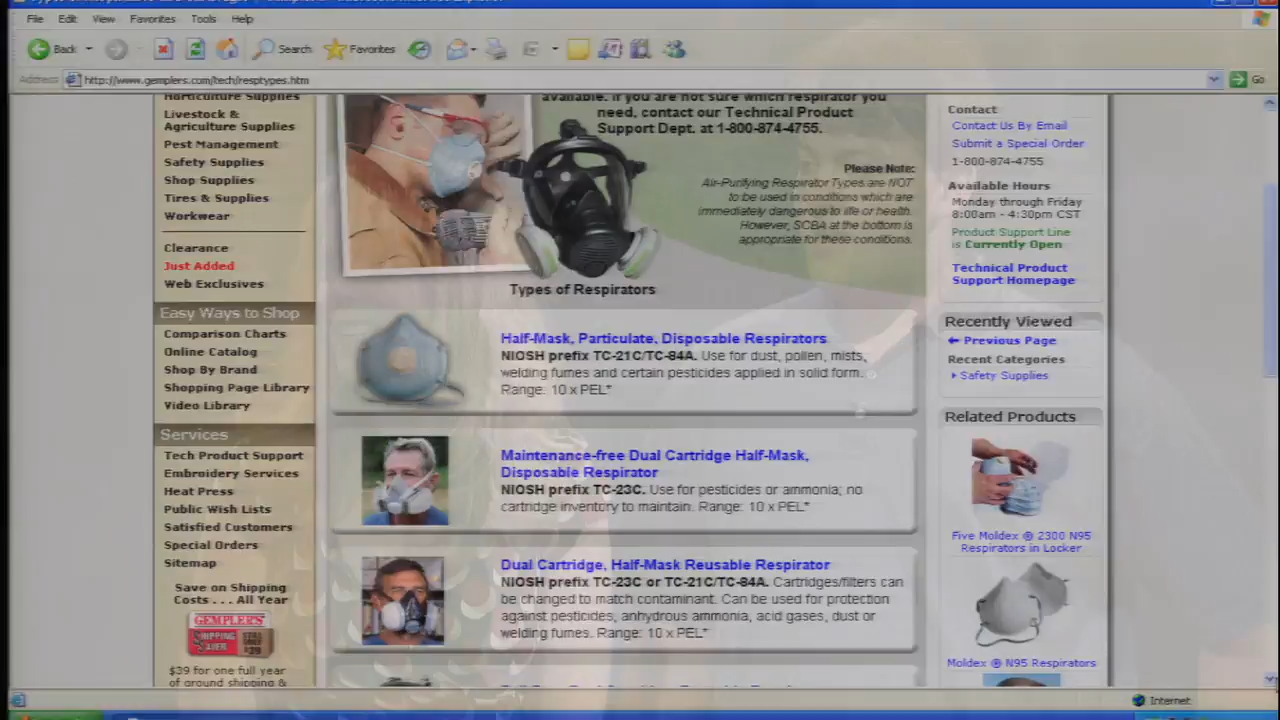 File Edit View Favorites Tools Help
Back Search Favorites
Address http://www.gemplers.com/tech/resptypes.htm Go
Horticulture Supplies
Livestock &
Agriculture Supplies
Pest Management
Safety Supplies
Shop Supplies
Tires & Supplies
Workwear
Clearance
Just Added
Web Exclusives
Easy Ways to Shop
Comparison Charts
Online Catalog
Shop By Brand
Shopping Page Library
Video Library
Services
Tech Product Support
Embroidery Services
Heat Press
Public Wish Lists
Satisfied Customers
Special Orders
Sitemap
Save on Shipping
Costs . . . All Year
GEMPLER'S
SHIPPING
SAVER
$39 for one full year
of ground shipping &
available. If you are not sure which respirator you
need, contact our Technical Product
Support Dept. at 1-800-874-4755.
Please Note:
Air-Purifying Respirator Types are NOT
to be used in conditions which are
immediately dangerous to life or health.
However, SCBA at the bottom is
appropriate for these conditions.
Types of Respirators
Half-Mask, Particulate, Disposable Respirators
NIOSH prefix TC-21C/TC-84A. Use for dust, pollen, mists,
welding fumes and certain pesticides applied in solid form.
Range: 10 x PEL*
Maintenance-free Dual Cartridge Half-Mask,
Disposable Respirator
NIOSH prefix TC-23C. Use for pesticides or ammonia; no
cartridge inventory to maintain. Range: 10 x PEL*
Dual Cartridge, Half-Mask Reusable Respirator
NIOSH prefix TC-23C or TC-21C/TC-84A. Cartridges/filters can
be changed to match contaminant. Can be used for protection
against pesticides, anhydrous ammonia, acid gases, dust or
welding fumes. Range: 10 x PEL*
Contact
Contact Us By Email
Submit a Special Order
1-800-874-4755
Available Hours
Monday through Friday
8:00am - 4:30pm CST
Product Support Line
is Currently Open
Technical Product
Support Homepage
Recently Viewed
Previous Page
Recent Categories
Safety Supplies
Related Products
Five Moldex ® 2300 N95
Respirators in Locker
Moldex ® N95 Respirators
Internet